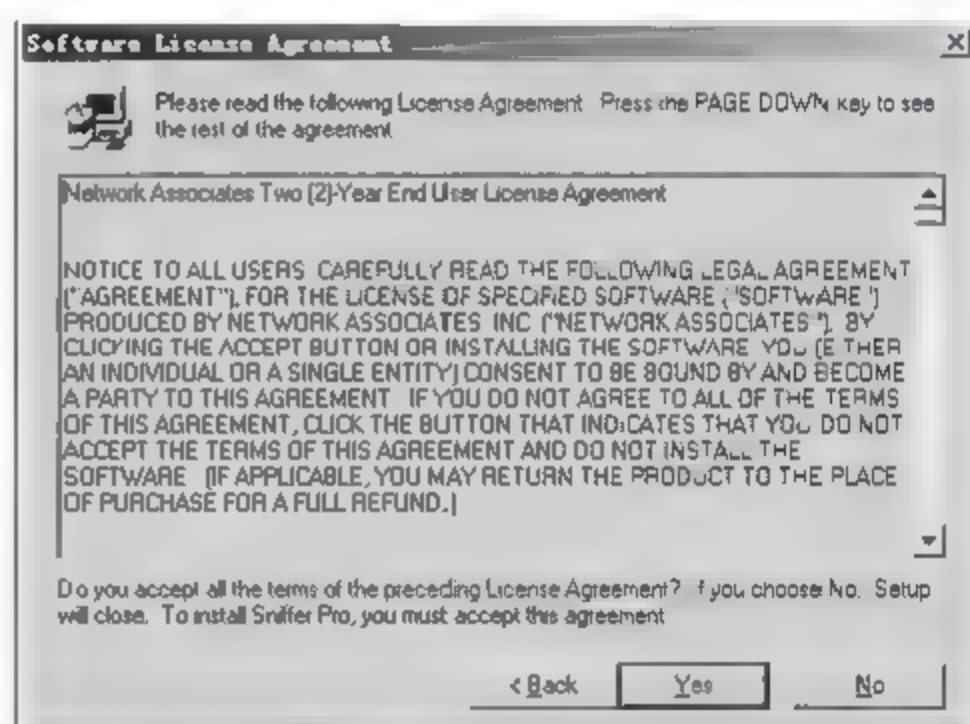 Software License Agreement
Please read the following License Agreement Press the PAGE DOWN key to see
the rest of the agreement
Network Associates Two (2)-Year End User License Agreement
NOTICE TO ALL USERS CAREFULLY READ THE FOLLOWING LEGAL AGREEMENT
("AGREEMENT"), FOR THE LICENSE OF SPECIFIED SOFTWARE ("SOFTWARE")
PRODUCED BY NETWORK ASSOCIATES INC ("NETWORK ASSOCIATES"). BY
CLICKING THE ACCEPT BUTTON OR INSTALLING THE SOFTWARE YOU (EITHER
AN INDIVIDUAL OR A SINGLE ENTITY) CONSENT TO BE BOUND BY AND BECOME
A PARTY TO THIS AGREEMENT IF YOU DO NOT AGREE TO ALL OF THE TERMS
OF THIS AGREEMENT, CLICK THE BUTTON THAT INDICATES THAT YOU DO NOT
ACCEPT THE TERMS OF THIS AGREEMENT AND DO NOT INSTALL THE
SOFTWARE (IF APPLICABLE, YOU MAY RETURN THE PRODUCT TO THE PLACE
OF PURCHASE FOR A FULL REFUND.)
Do you accept all the terms of the preceding License Agreement? If you choose No. Setup
will close. To install Sniffer Pro, you must accept this agreement
< Back
Yes
No